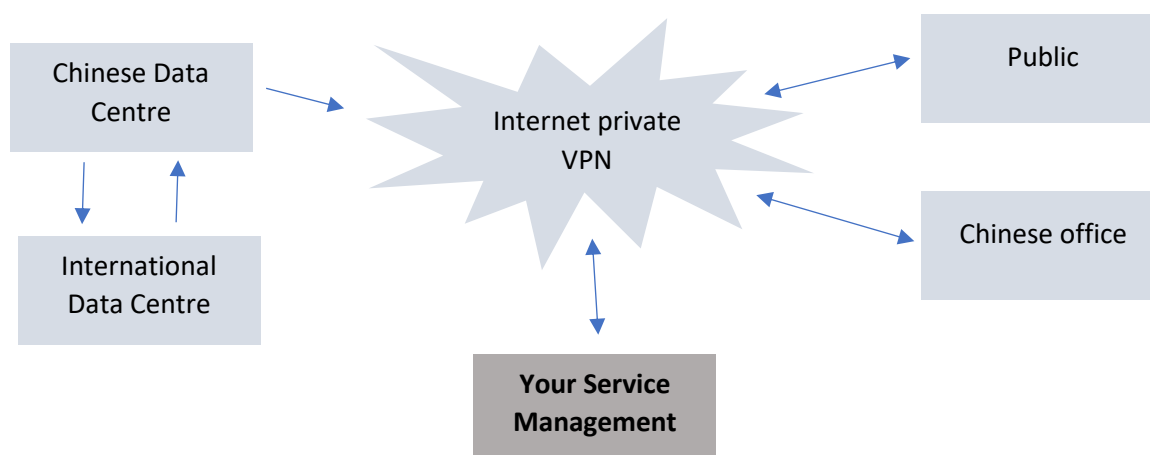 Chinese Data
Centre
International
Data Centre
Internet private
VPN
Public
Chinese office
Your Service
Management